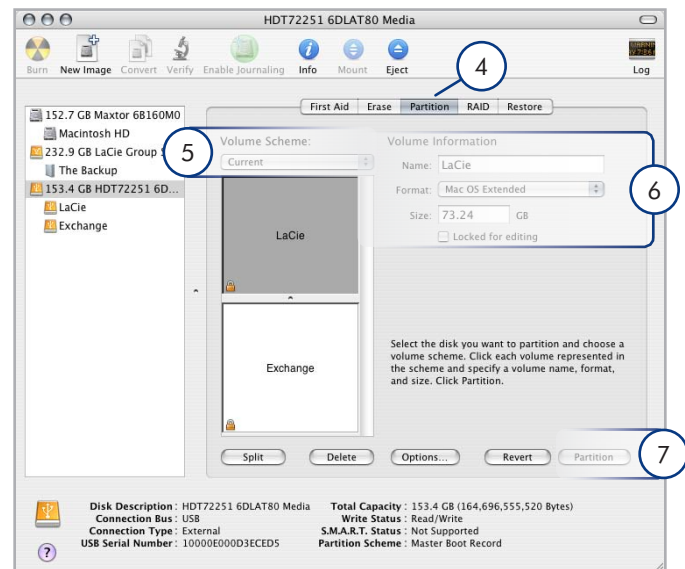 HDT72251 6DLAT80 Media
Burn New Image Convert Verify Enable Journaling Info Mount Eject Log
4
First Aid Erase Partition RAID Restore
152.7 GB Maxtor 6B160M0
Macintosh HD
232.9 GB LaCie Group
The Backup
153.4 GB HDT72251 6D...
LaCie
Exchange
5
Volume Scheme:
Current
LaCie
Exchange
Volume Information
Name: LaCie
Format: Mac OS Extended
Size: 73.24 GB
Locked for editing
6
Select the disk you want to partition and choose a
volume scheme. Click each volume represented in
the scheme and specify a volume name, format,
and size. Click Partition.
Split Delete Options... Revert Partition
7
Disk Description : HDT72251 6DLAT80 Media
Connection Bus : USB
Connection Type : External
USB Serial Number : 10000E000D3ECED5
Total Capacity : 153.4 GB (164,696,555,520 Bytes)
Write Status : Read/Write
S.M.A.R.T. Status : Not Supported
Partition Scheme : Master Boot Record
?